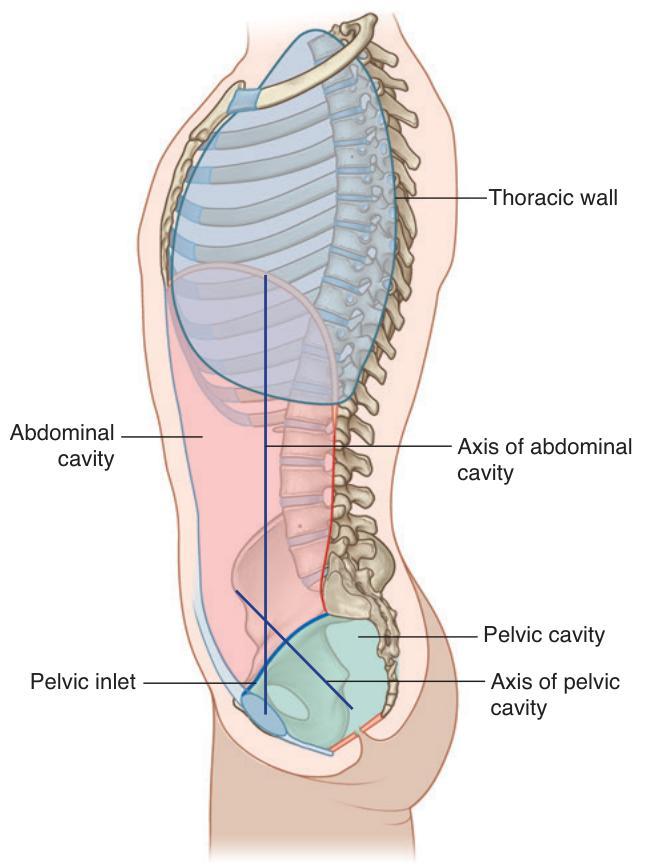 Thoracic wall
Abdominal
cavity
Axis of abdominal
cavity
Pelvic cavity
Pelvic inlet
Axis of pelvic
cavity